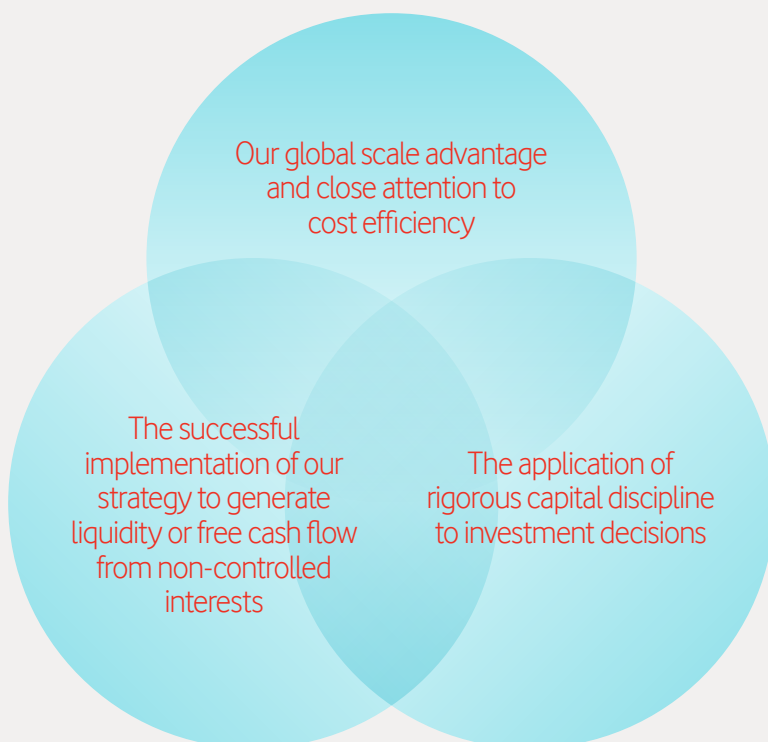 Our global scale advantage
and close attention to
cost efficiency
The successful
implementation of our
strategy to generate
liquidity or free cash flow
from non-controlled
interests
The application of
rigorous capital discipline
to investment decisions